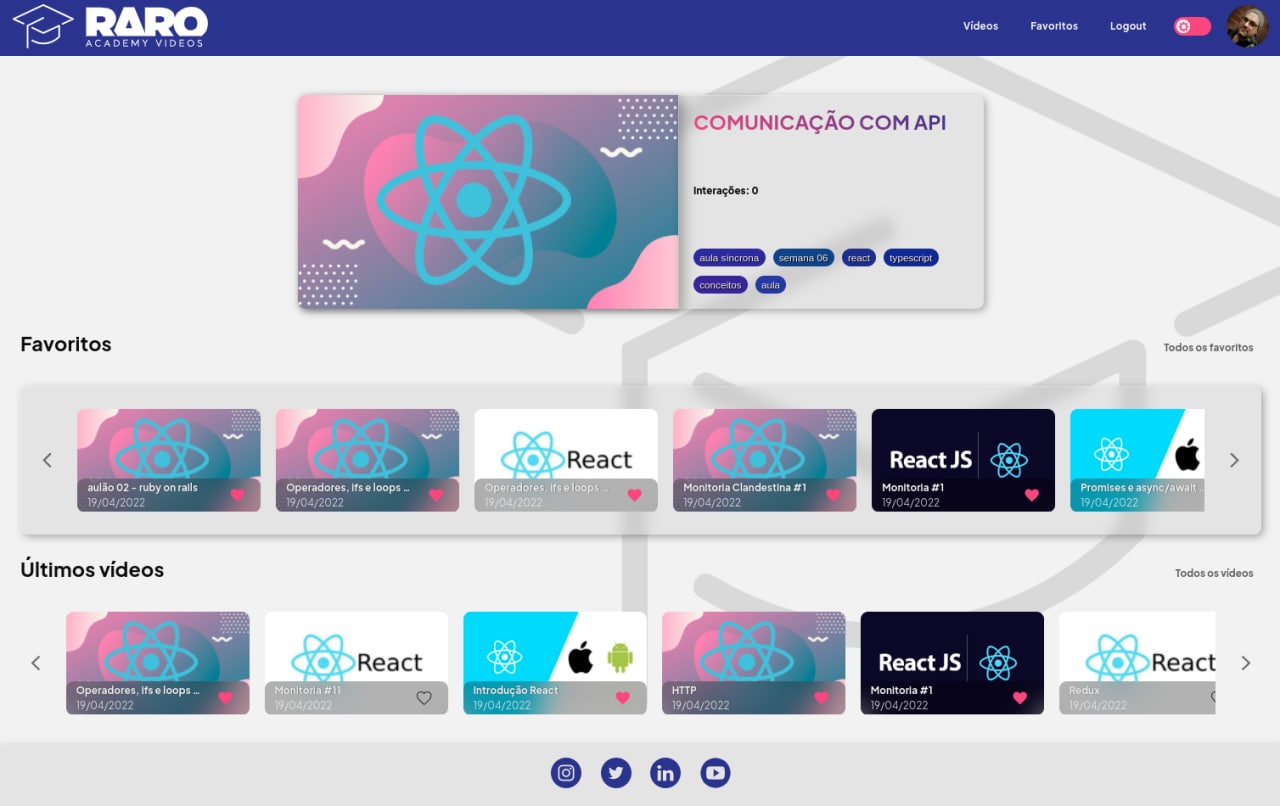 RARO
ACADEMY VIDEOS
Vídeos
Favoritos
Logout
COMUNICAÇÃO COM API
Interações: 0
aula síncrona
semana 06
react
typescript
conceitos
aula
Favoritos
Todos os favoritos
aulão 02 - ruby on rails
19/04/2022
Operadores, ifs e loops ...
19/04/2022
React
Operadores, ifs e loops ...
19/04/2022
Monitoria Clandestina #1
19/04/2022
React JS
Monitoria #1
19/04/2022
Promises e async/await ...
19/04/2022
Últimos vídeos
Todos os vídeos
Operadores, ifs e loops ...
19/04/2022
React
Monitoria #11
19/04/2022
Introdução React
19/04/2022
HTTP
19/04/2022
React JS
Monitoria #1
19/04/2022
React
Redux
19/04/2022
in